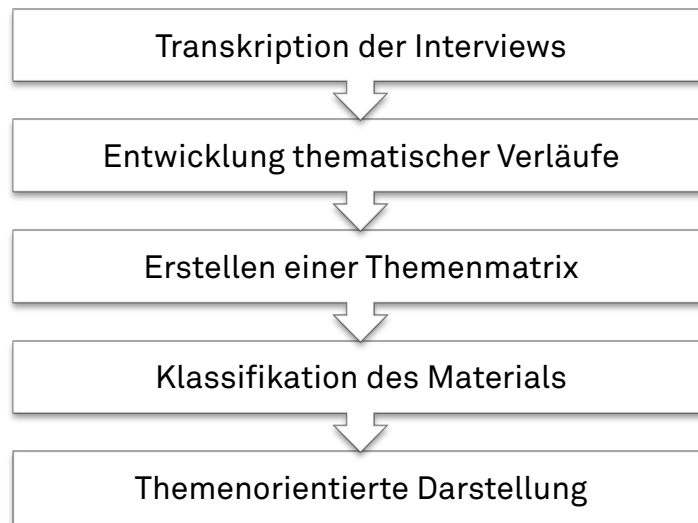 Transkription der Interviews
Entwicklung thematischer Verläufe
Erstellen einer Themenmatrix
Klassifikation des Materials
Themenorientierte Darstellung